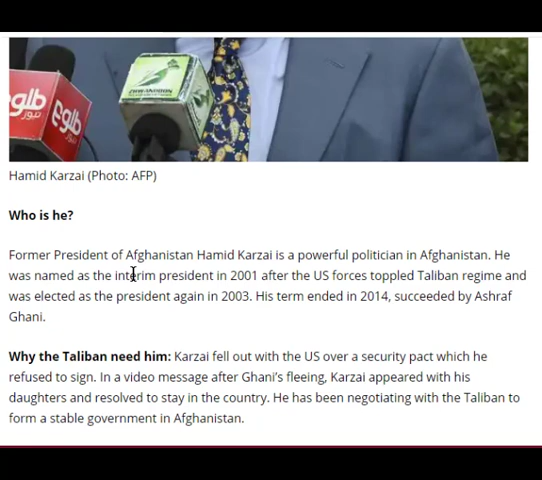 طلوع
نیوز
طلوع
نیوز
ZHWANDOON
Hamid Karzai (Photo: AFP)
Who is he?
Former President of Afghanistan Hamid Karzai is a powerful politician in Afghanistan. He
was named as the interim president in 2001 after the US forces toppled Taliban regime and
was elected as the president again in 2003. His term ended in 2014, succeeded by Ashraf
Ghani.
Why the Taliban need him: Karzai fell out with the US over a security pact which he
refused to sign. In a video message after Ghani's fleeing, Karzai appeared with his
daughters and resolved to stay in the country. He has been negotiating with the Taliban to
form a stable government in Afghanistan.